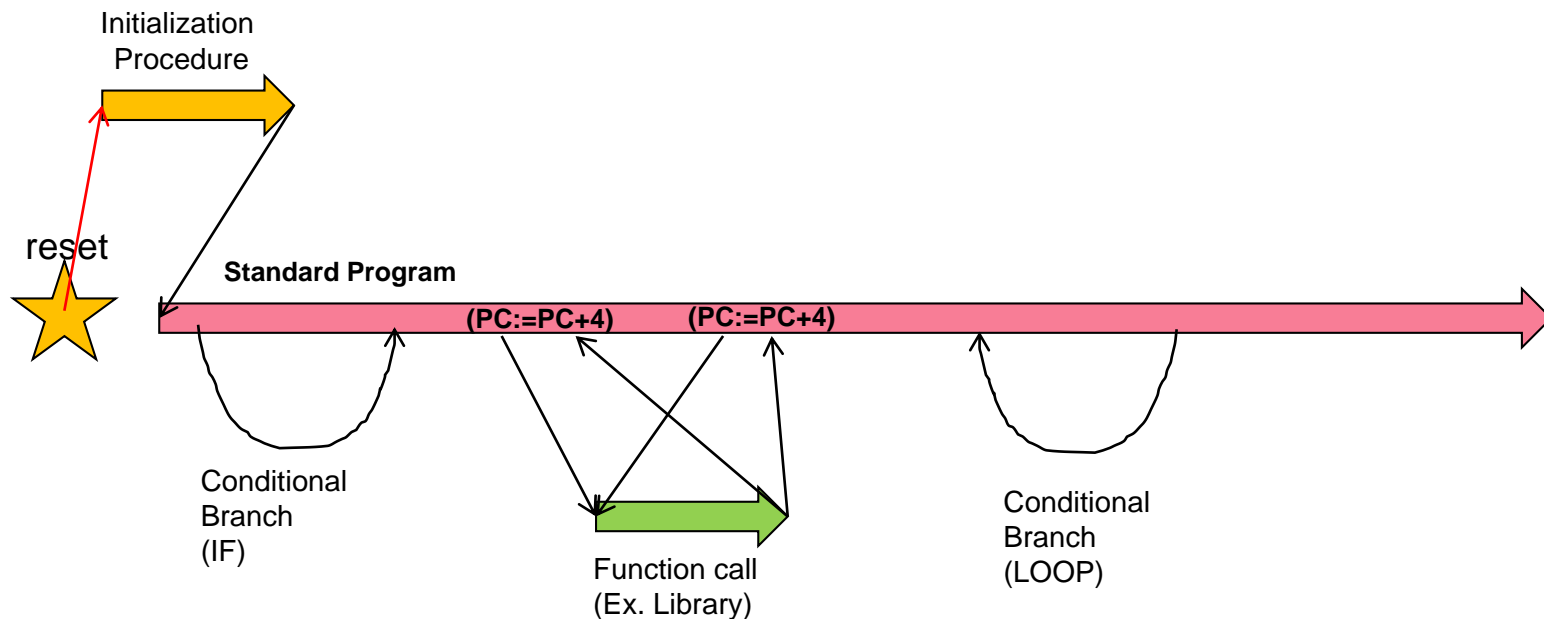 Initialization
Procedure
reset
Standard Program
(PC:=PC+4)
(PC:=PC+4)
Conditional
Branch
(IF)
Function call
(Ex. Library)
Conditional
Branch
(LOOP)